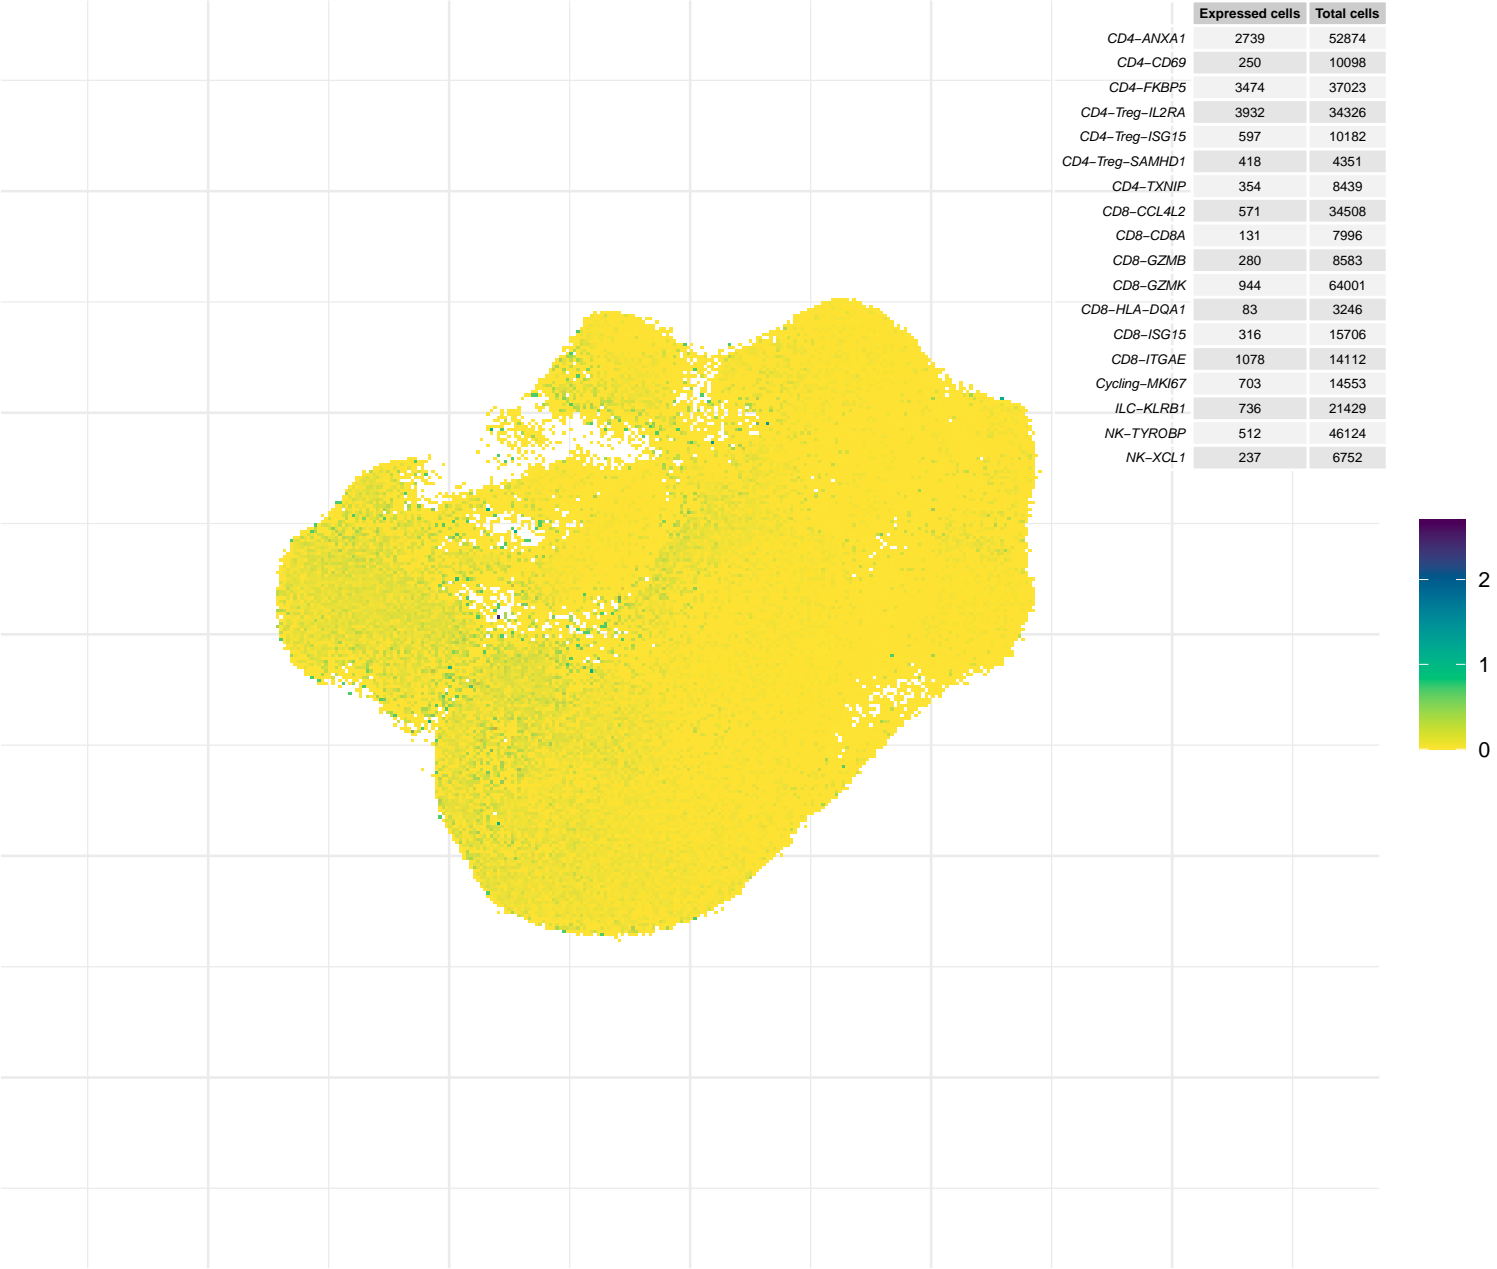 Expressed cells Total cells
CD4−ANXA1 2739 52874
CD4−CD69 250 10098
CD4−FKBP5 3474 37023
CD4−Treg−IL2RA 3932 34326
CD4−Treg−ISG15 597 10182
CD4−Treg−SAMHD1 418 4351
CD4−TXNIP 354 8439
CD8−CCL4L2 571 34508
CD8−CD8A 131 7996
CD8−GZMB 280 8583
CD8−GZMK 944 64001
CD8−HLA−DQA1 83 3246
CD8−ISG15 316 15706
CD8−ITGAE 1078 14112
Cycling−MKI67 703 14553
ILC−KLRB1 736 21429
NK−TYROBP 512 46124
NK−XCL1 237 6752
2
1
0